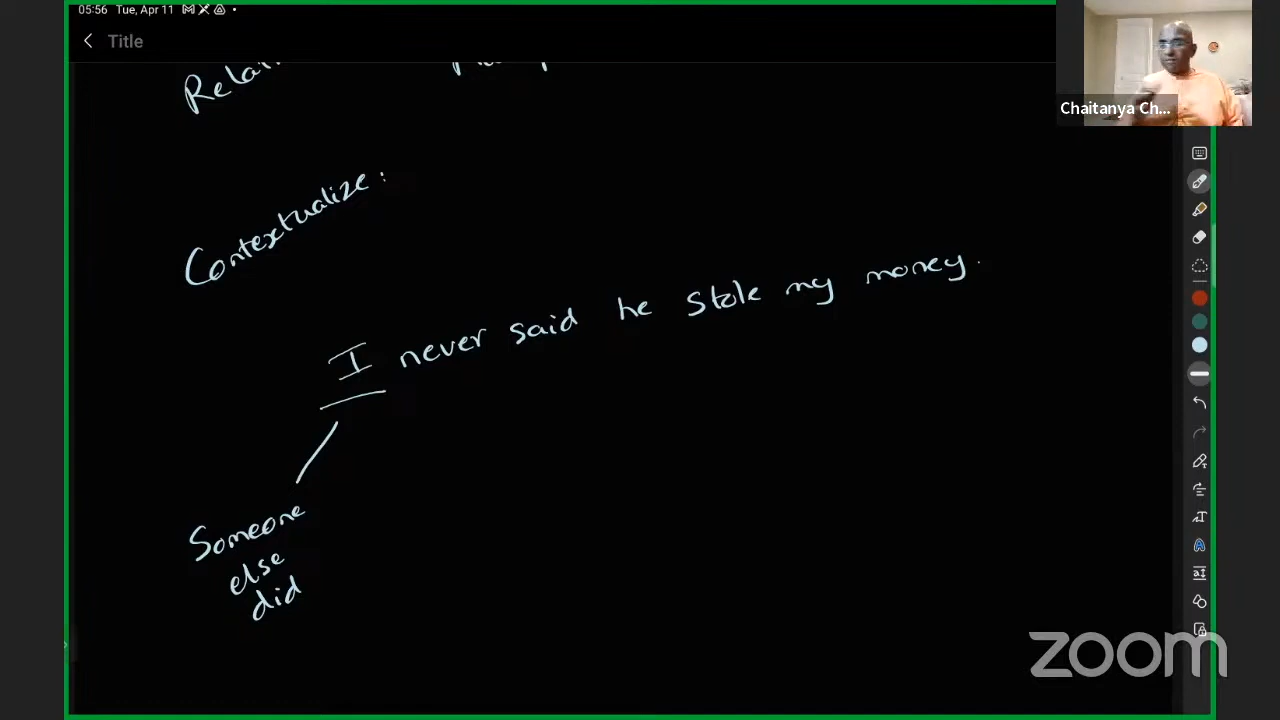 05:56 Tue, Apr 11
Title
Chaitanya Ch...
Contextualize:
I never said he stole my money.
Someone
else
did
zoom